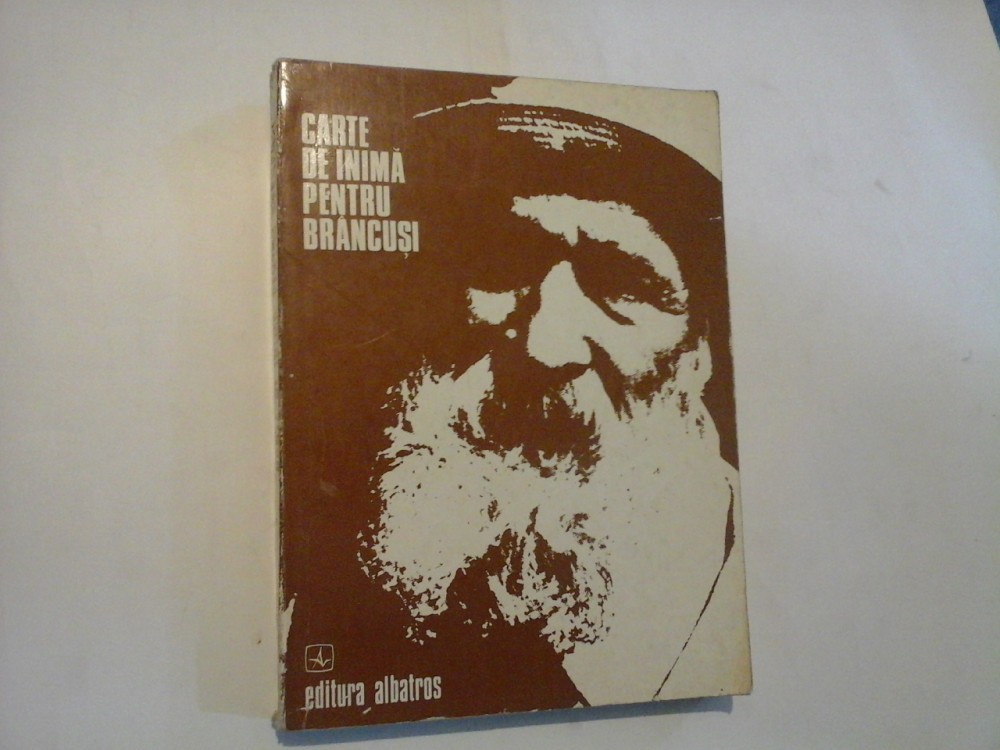 CARTE
DE INIMĂ
PENTRU
BRÂNCUȘI
editura albatros